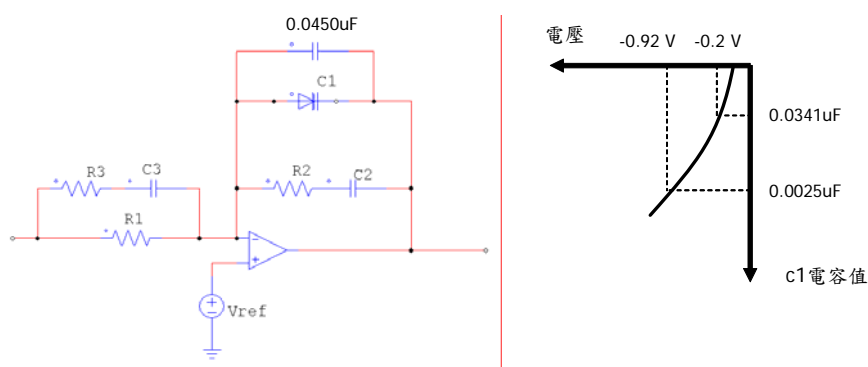 0.0450uF
C1
R3
C3
R2
C2
R1
Vref
電壓
-0.92 V
-0.2 V
0.0341uF
0.0025uF
c1電容值